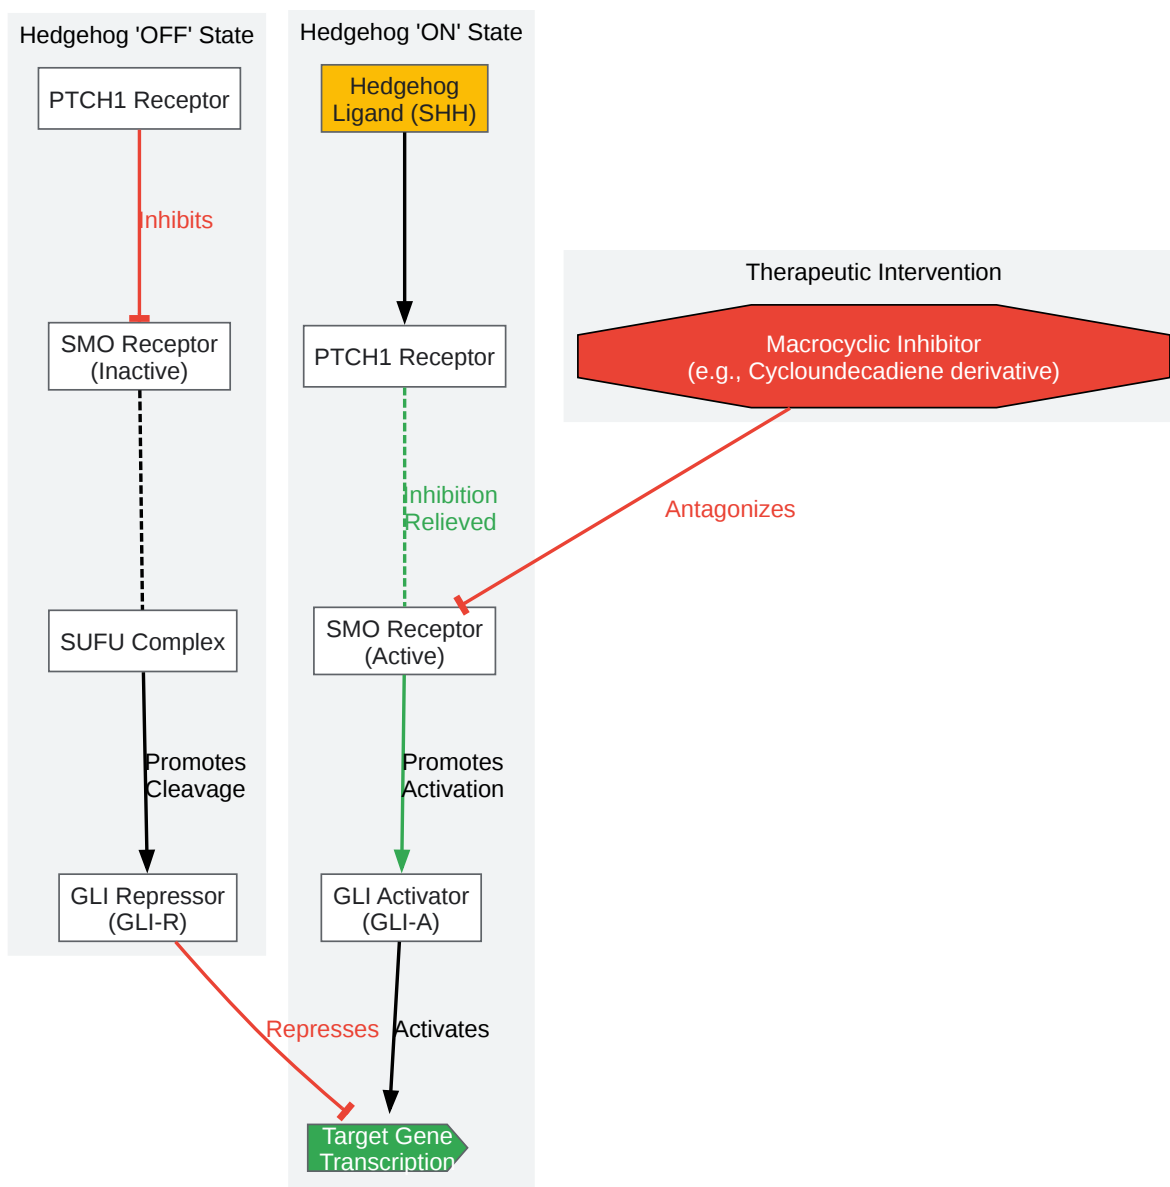 Hedgehog 'OFF' State
PTCH1 Receptor
Inhibits
SMO Receptor
(Inactive)
SUFU Complex
Promotes
Cleavage
GLI Repressor
(GLI-R)
Represses
Hedgehog 'ON' State
Hedgehog
Ligand (SHH)
PTCH1 Receptor
Inhibition
Relieved
SMO Receptor
(Active)
Promotes
Activation
GLI Activator
(GLI-A)
Activates
Target Gene
Transcription
Therapeutic Intervention
Macrocyclic Inhibitor
(e.g., Cycloundecadiene derivative)
Antagonizes